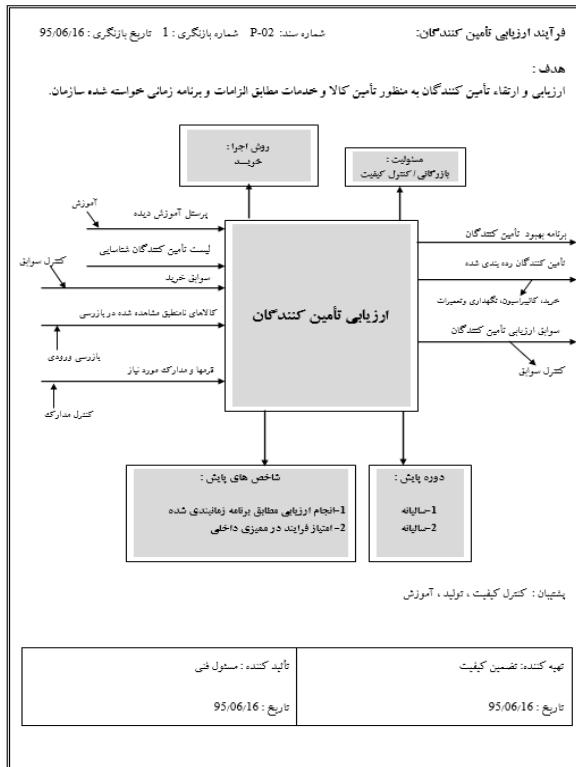 فرآیند ارزیابی تأمین کنندگان: شماره سند: P-02 شماره بازنگری : 1 تاریخ بازنگری : 95/06/16
هدف :
ارزیابی و ارتقاء تأمین کنندگان به منظور تأمین کالا و خدمات مطابق الزامات و برنامه زمانی خواسته شده سازمان.
روش اجرا :
خرید
مسئولیت :
بازرگانی/کنترل کیفیت
آموزش
پرسنل آموزش دیده
لیست تأمین کنندگان شناسایی
کنترل سوابق
سوابق خرید
کالاهای نامنطبق مشاهده شده در بازرسی
بازرسی ورودی
فرمها و مدارک مورد نیاز
کنترل مدارک
ارزیابی تأمین کنندگان
برنامه بهبود تأمین کنندگان
تأمین کنندگان رده بندی شده
خرید، کالیبراسیون، نگهداری وتعمیرات
سوابق ارزیابی تأمین کنندگان
کنترل سوابق
شاخص های پایش :
1-انجام ارزیابی مطابق برنامه زمانبندی شده
2- امتیاز فرایند در ممیزی داخلی
دوره پایش :
1-سالیانه
2-سالیانه
پشتیبان : کنترل کیفیت ، تولید ، آموزش
تهیه کننده: تضمین کیفیت
تاریخ : 95/06/16
تأئید کننده : مسئول فنی
تاریخ : 95/06/16